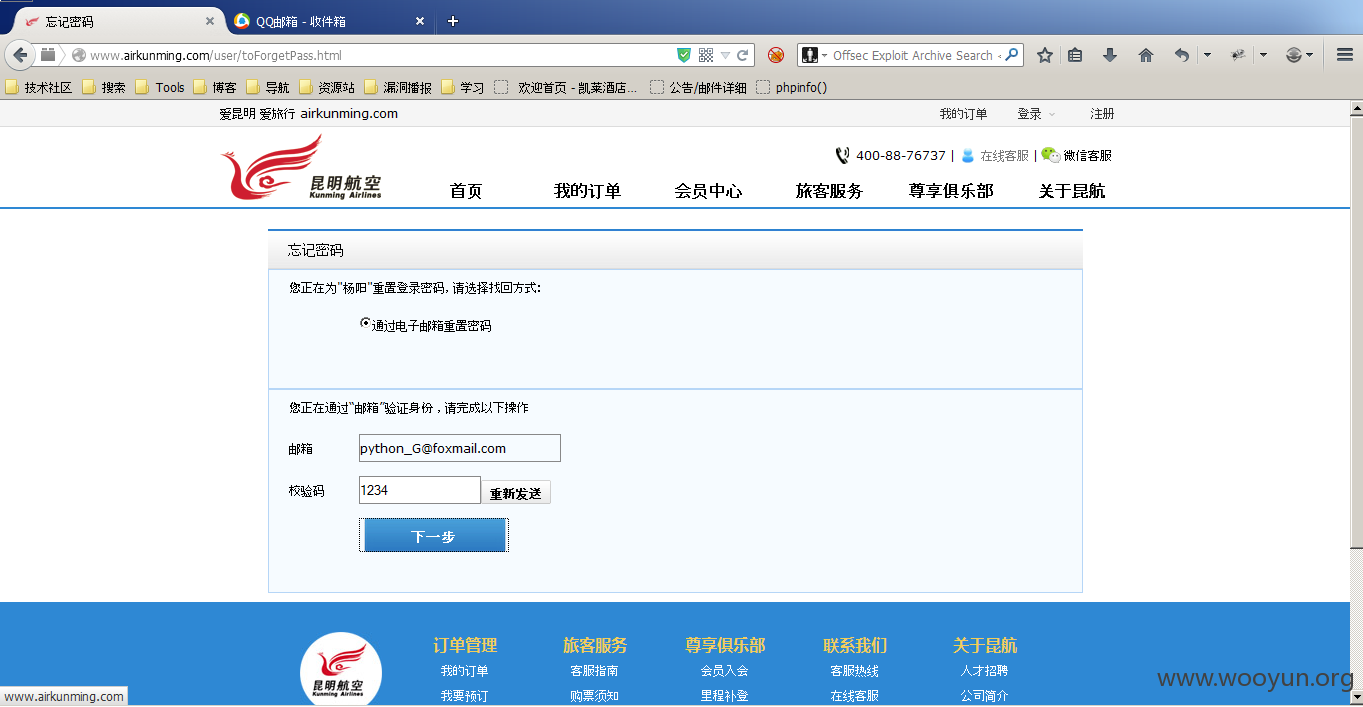 忘记密码
QQ邮箱 - 收件箱
www.airkunming.com/user/toForgetPass.html
Offsec Exploit Archive Search -
技术社区 搜索 Tools 博客 导航 资源站 漏洞播报 学习 欢迎首页 - 凯莱酒店... 公告/邮件详细 phpinfo()
爱昆明 爱旅行 airkunming.com 我的订单 登录 注册
400-88-76737 | 在线客服 | 微信客服
昆明航空
Kunming Airlines
首页 我的订单 会员中心 旅客服务 尊享俱乐部 关于昆航
忘记密码
您正在为"杨阳"重置登录密码, 请选择找回方式:
通过电子邮箱重置密码
您正在通过"邮箱"验证身份，请完成以下操作
邮箱 python_G@foxmail.com
校验码 1234 重新发送
下一步
昆明航空
Kunming Airlines
订单管理 旅客服务 尊享俱乐部 联系我们 关于昆航
我的订单 客服指南 会员入会 客服热线 人才招聘
我要预订 购票须知 里程补登 在线客服 公司简介
www.airkunming.com
www.wooyun.org